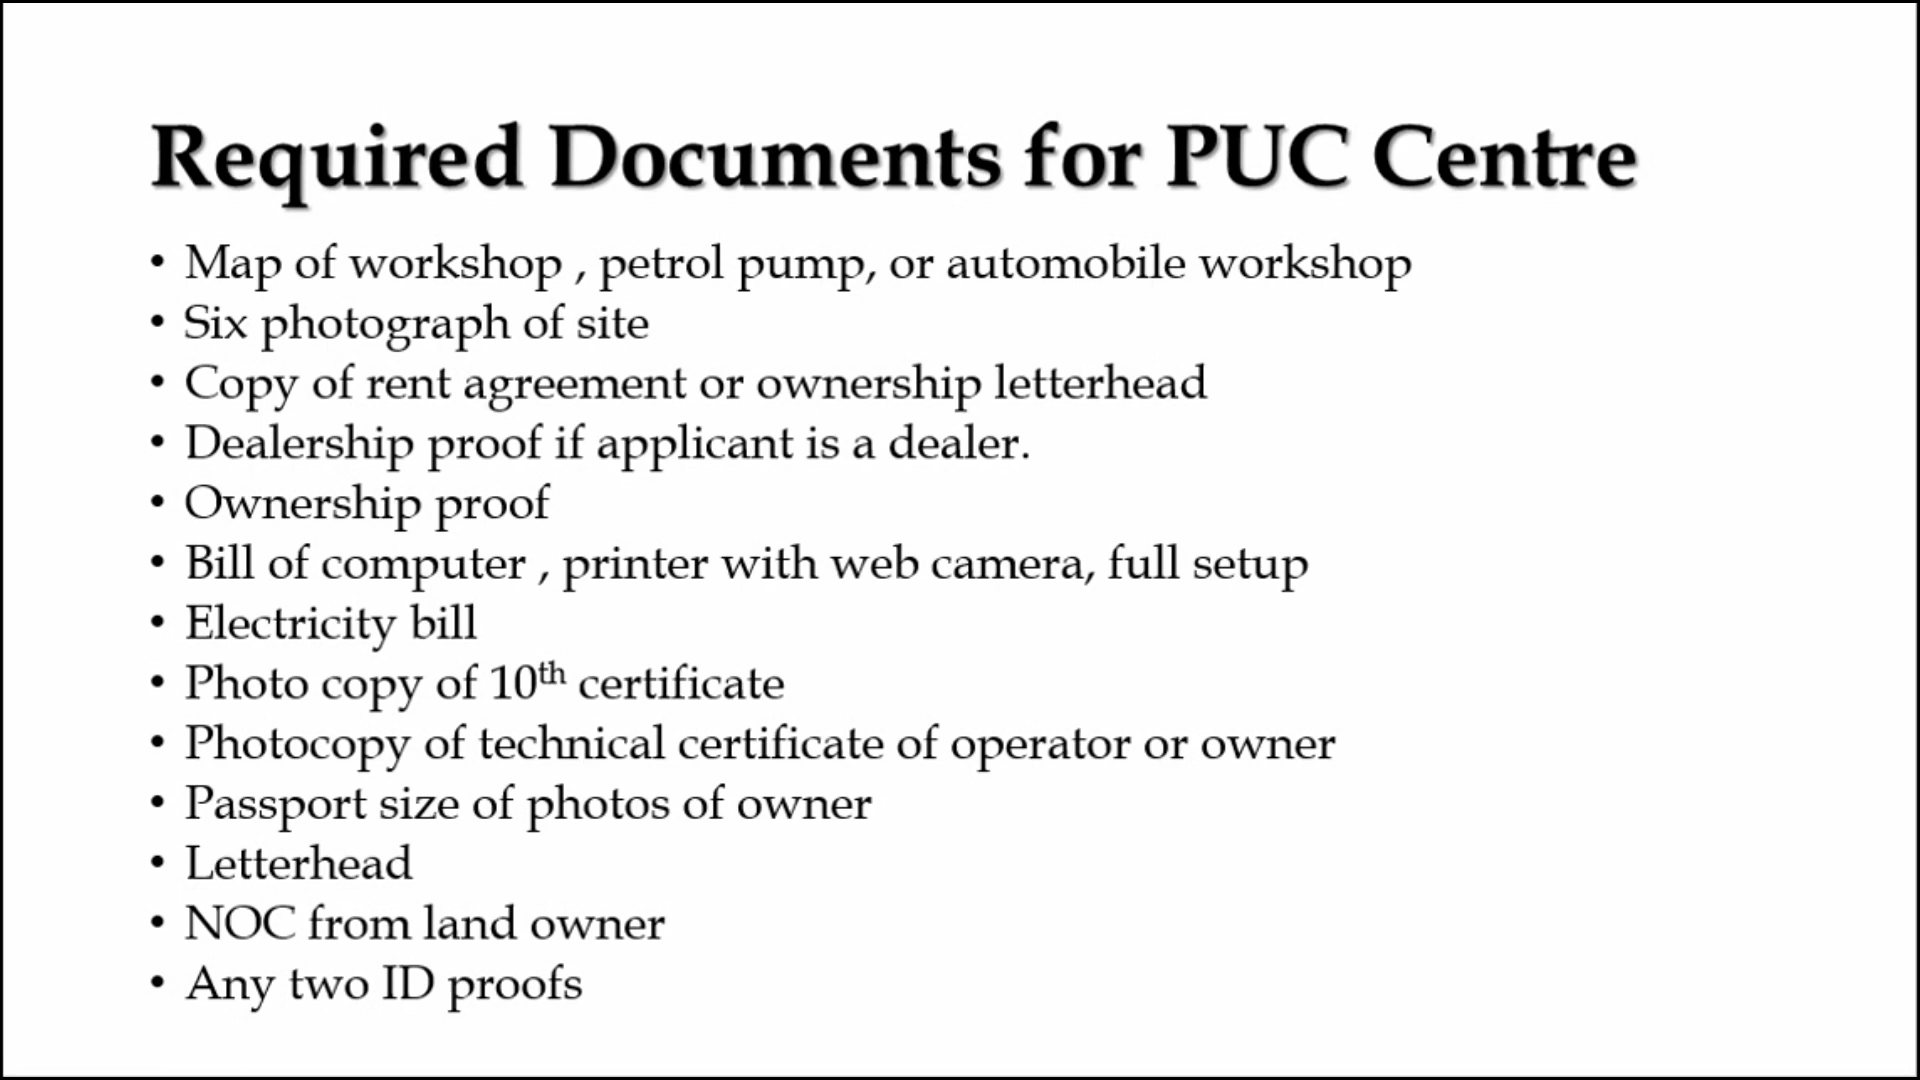 Required Documents for PUC Centre
• Map of workshop , petrol pump, or automobile workshop
• Six photograph of site
• Copy of rent agreement or ownership letterhead
• Dealership proof if applicant is a dealer.
• Ownership proof
• Bill of computer , printer with web camera, full setup
• Electricity bill
• Photo copy of 10th certificate
• Photocopy of technical certificate of operator or owner
• Passport size of photos of owner
• Letterhead
• NOC from land owner
• Any two ID proofs